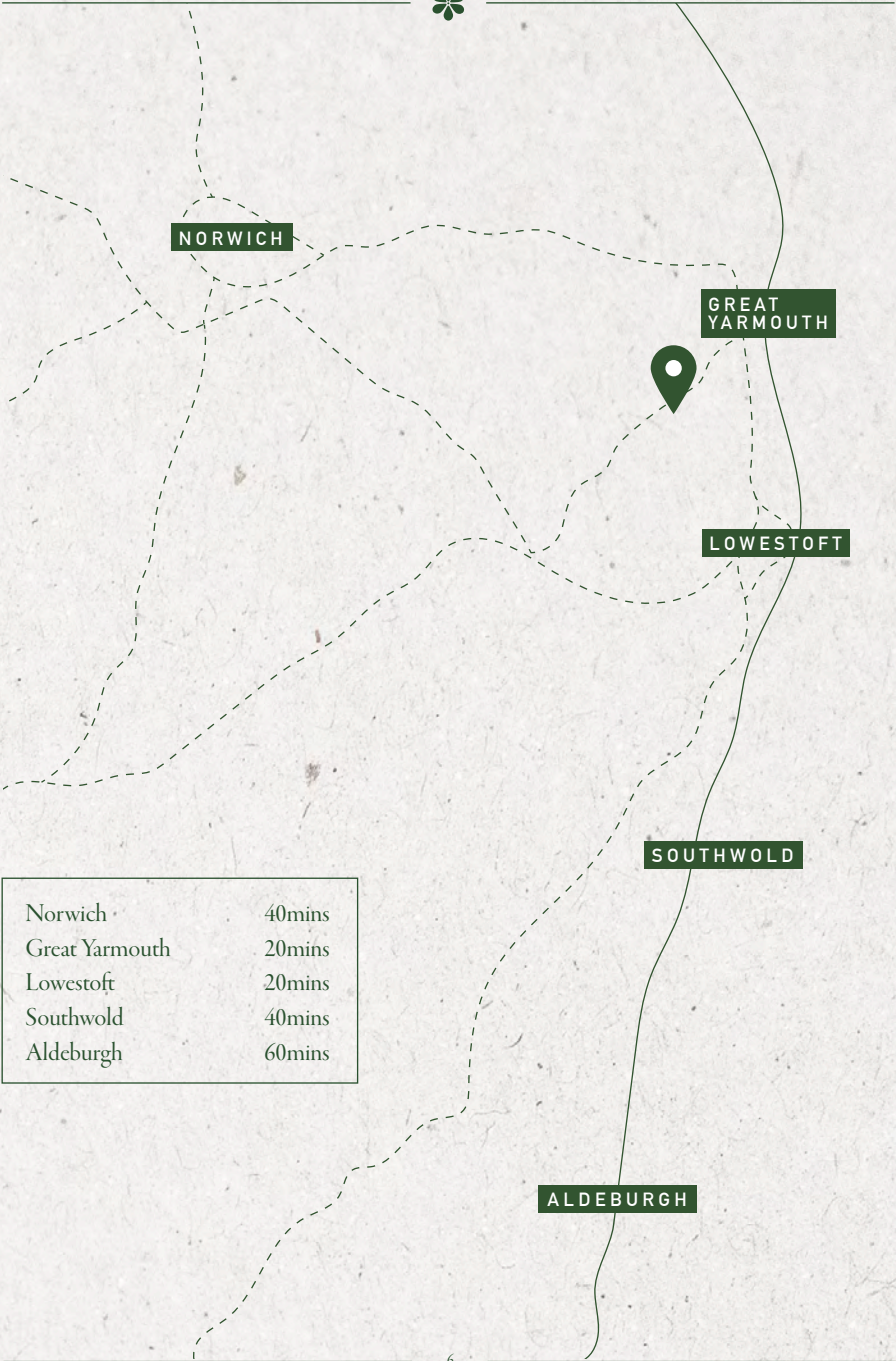 NORWICH
GREAT
YARMOUTH
LOWESTOFT
SOUTHWOLD
Norwich 40mins
Great Yarmouth 20mins
Lowestoft 20mins
Southwold 40mins
Aldeburgh 60mins
ALDEBURGH